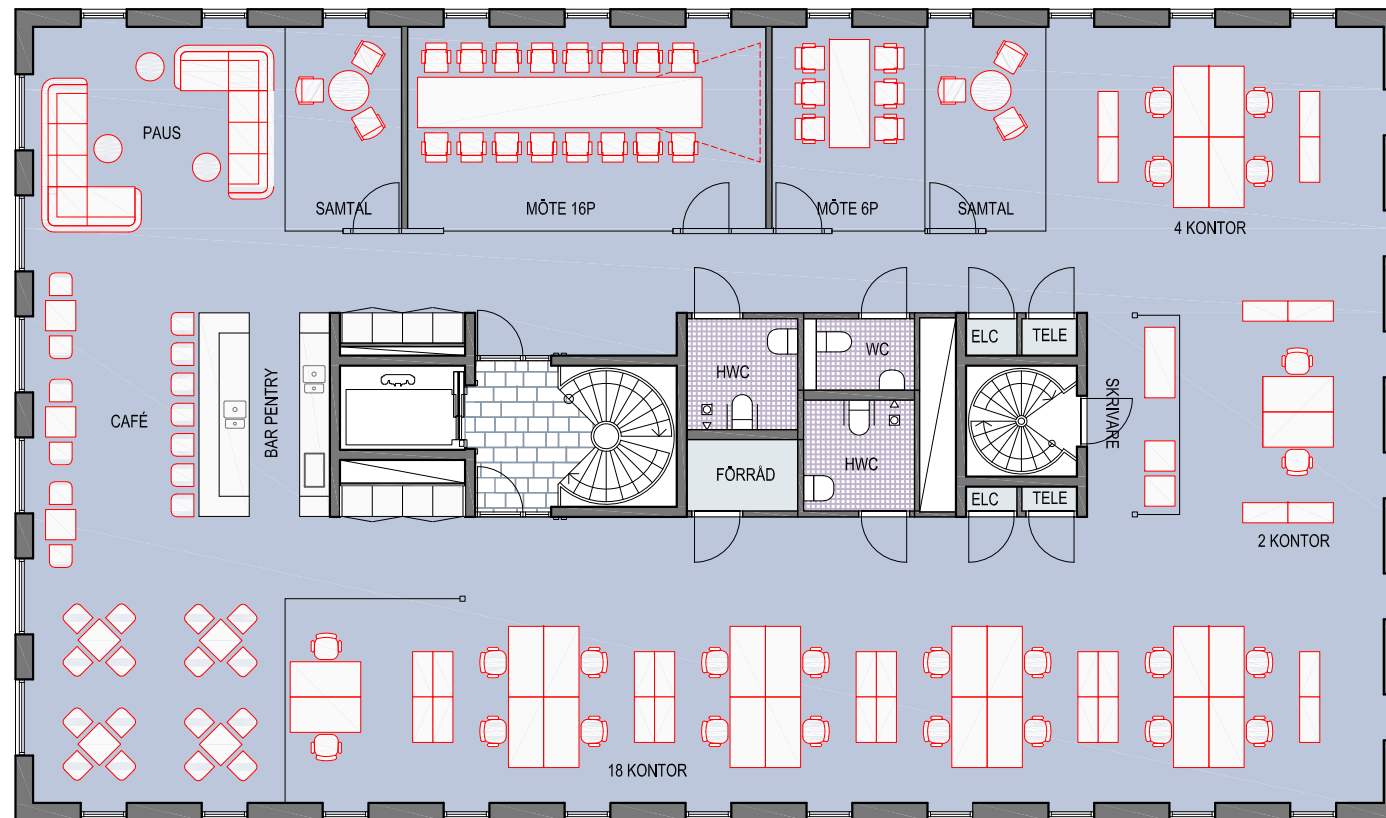 PAUS
SAMTAL
MÖTE 16P
MÖTE 6P
SAMTAL
4 KONTOR
ELC
TELE
HWC
WC
CAFÉ
BAR PENTRY
SKRIVARE
FÖRRÅD
HWC
ELC
TELE
2 KONTOR
18 KONTOR